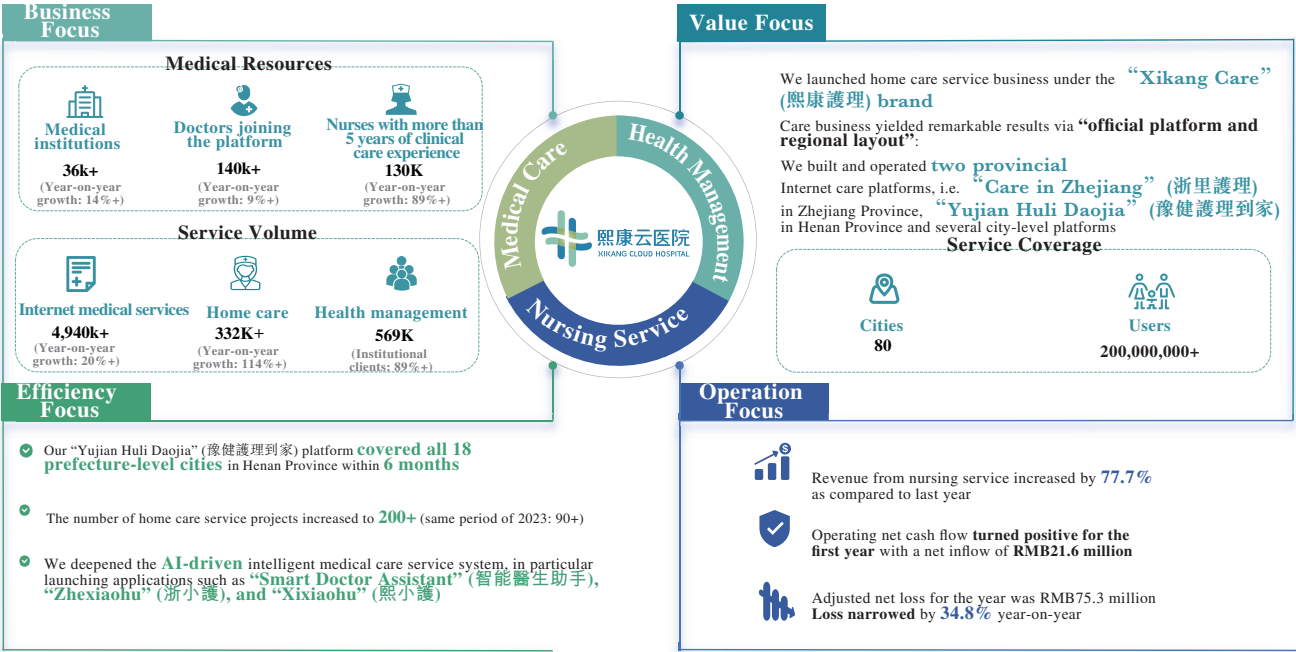 Business
Focus
Medical Resources
Medical
institutions
36k+
(Year-on-year
growth: 14%+)
Doctors joining
the platform
140k+
(Year-on-year
growth: 9%+)
Nurses with more than
5 years of clinical
care experience
130K
(Year-on-year
growth: 89%+)
Service Volume
Internet medical services
4,940k+
(Year-on-year
growth: 20%+)
Home care
332K+
(Year-on-year
growth: 114%+)
Health management
569K
(Institutional
clients: 89%+)
Medical Care
Health Management
Nursing Service
熙康云医院
XIKANG CLOUD HOSPITAL
Value Focus
We launched home care service business under the “Xikang Care”
(熙康護理) brand
Care business yielded remarkable results via “official platform and
regional layout”:
We built and operated two provincial
Internet care platforms, i.e. “Care in Zhejiang” (浙里護理)
in Zhejiang Province, “Yujian Huli Daojia” (豫健護理到家)
in Henan Province and several city-level platforms
Service Coverage
Cities
80
Users
200,000,000+
Efficiency
Focus
Our “Yujian Huli Daojia” (豫健護理到家) platform covered all 18
prefecture-level cities in Henan Province within 6 months
The number of home care service projects increased to 200+ (same period of 2023: 90+)
We deepened the AI-driven intelligent medical care service system, in particular
launching applications such as “Smart Doctor Assistant” (智能醫生助手),
“Zhexiaohu” (浙小護), and “Xixiaohu” (熙小護)
Operation
Focus
$
Revenue from nursing service increased by 77.7%
as compared to last year
Operating net cash flow turned positive for the
first year with a net inflow of RMB21.6 million
Adjusted net loss for the year was RMB75.3 million
Loss narrowed by 34.8% year-on-year